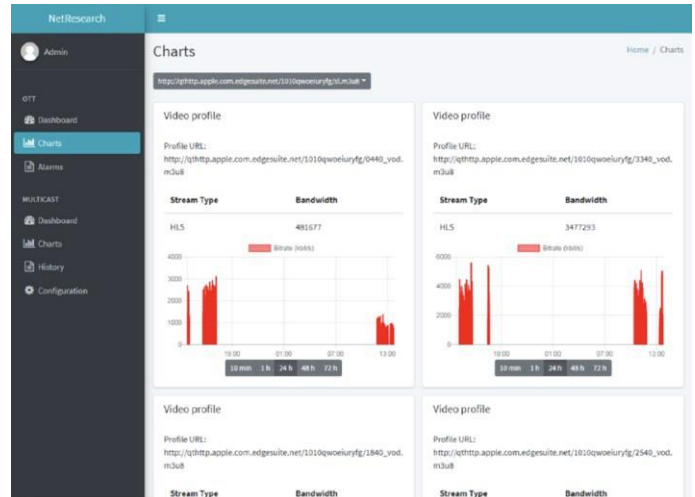 NetResearch
Admin
OTT
Dashboard
Charts
Alarms
MULTICAST
Dashboard
Charts
History
Configuration
Charts
Home / Charts
http://qthttp.apple.com.edgesuite.net/1010qwoeiuryfg/sl.m3u8
Video profile
Profile URL:
http://qthttp.apple.com.edgesuite.net/1010qwoeiuryfg/0440_vod.
m3u8
Stream Type Bandwidth
HLS 481677
Bitrate (kbit/s)
4000
3000
2000
1000
0
19:00 01:00 07:00 13:00
10 min 1 h 24 h 48 h 72 h
Video profile
Profile URL:
http://qthttp.apple.com.edgesuite.net/1010qwoeiuryfg/3340_vod.
m3u8
Stream Type Bandwidth
HLS 3477293
Bitrate (kbit/s)
6000
4000
2000
0
19:00 01:00 07:00 13:00
10 min 1 h 24 h 48 h 72 h
Video profile
Profile URL:
http://qthttp.apple.com.edgesuite.net/1010qwoeiuryfg/1840_vod.
m3u8
Stream Type Bandwidth
Video profile
Profile URL:
http://qthttp.apple.com.edgesuite.net/1010qwoeiuryfg/2540_vod.
m3u8
Stream Type Bandwidth